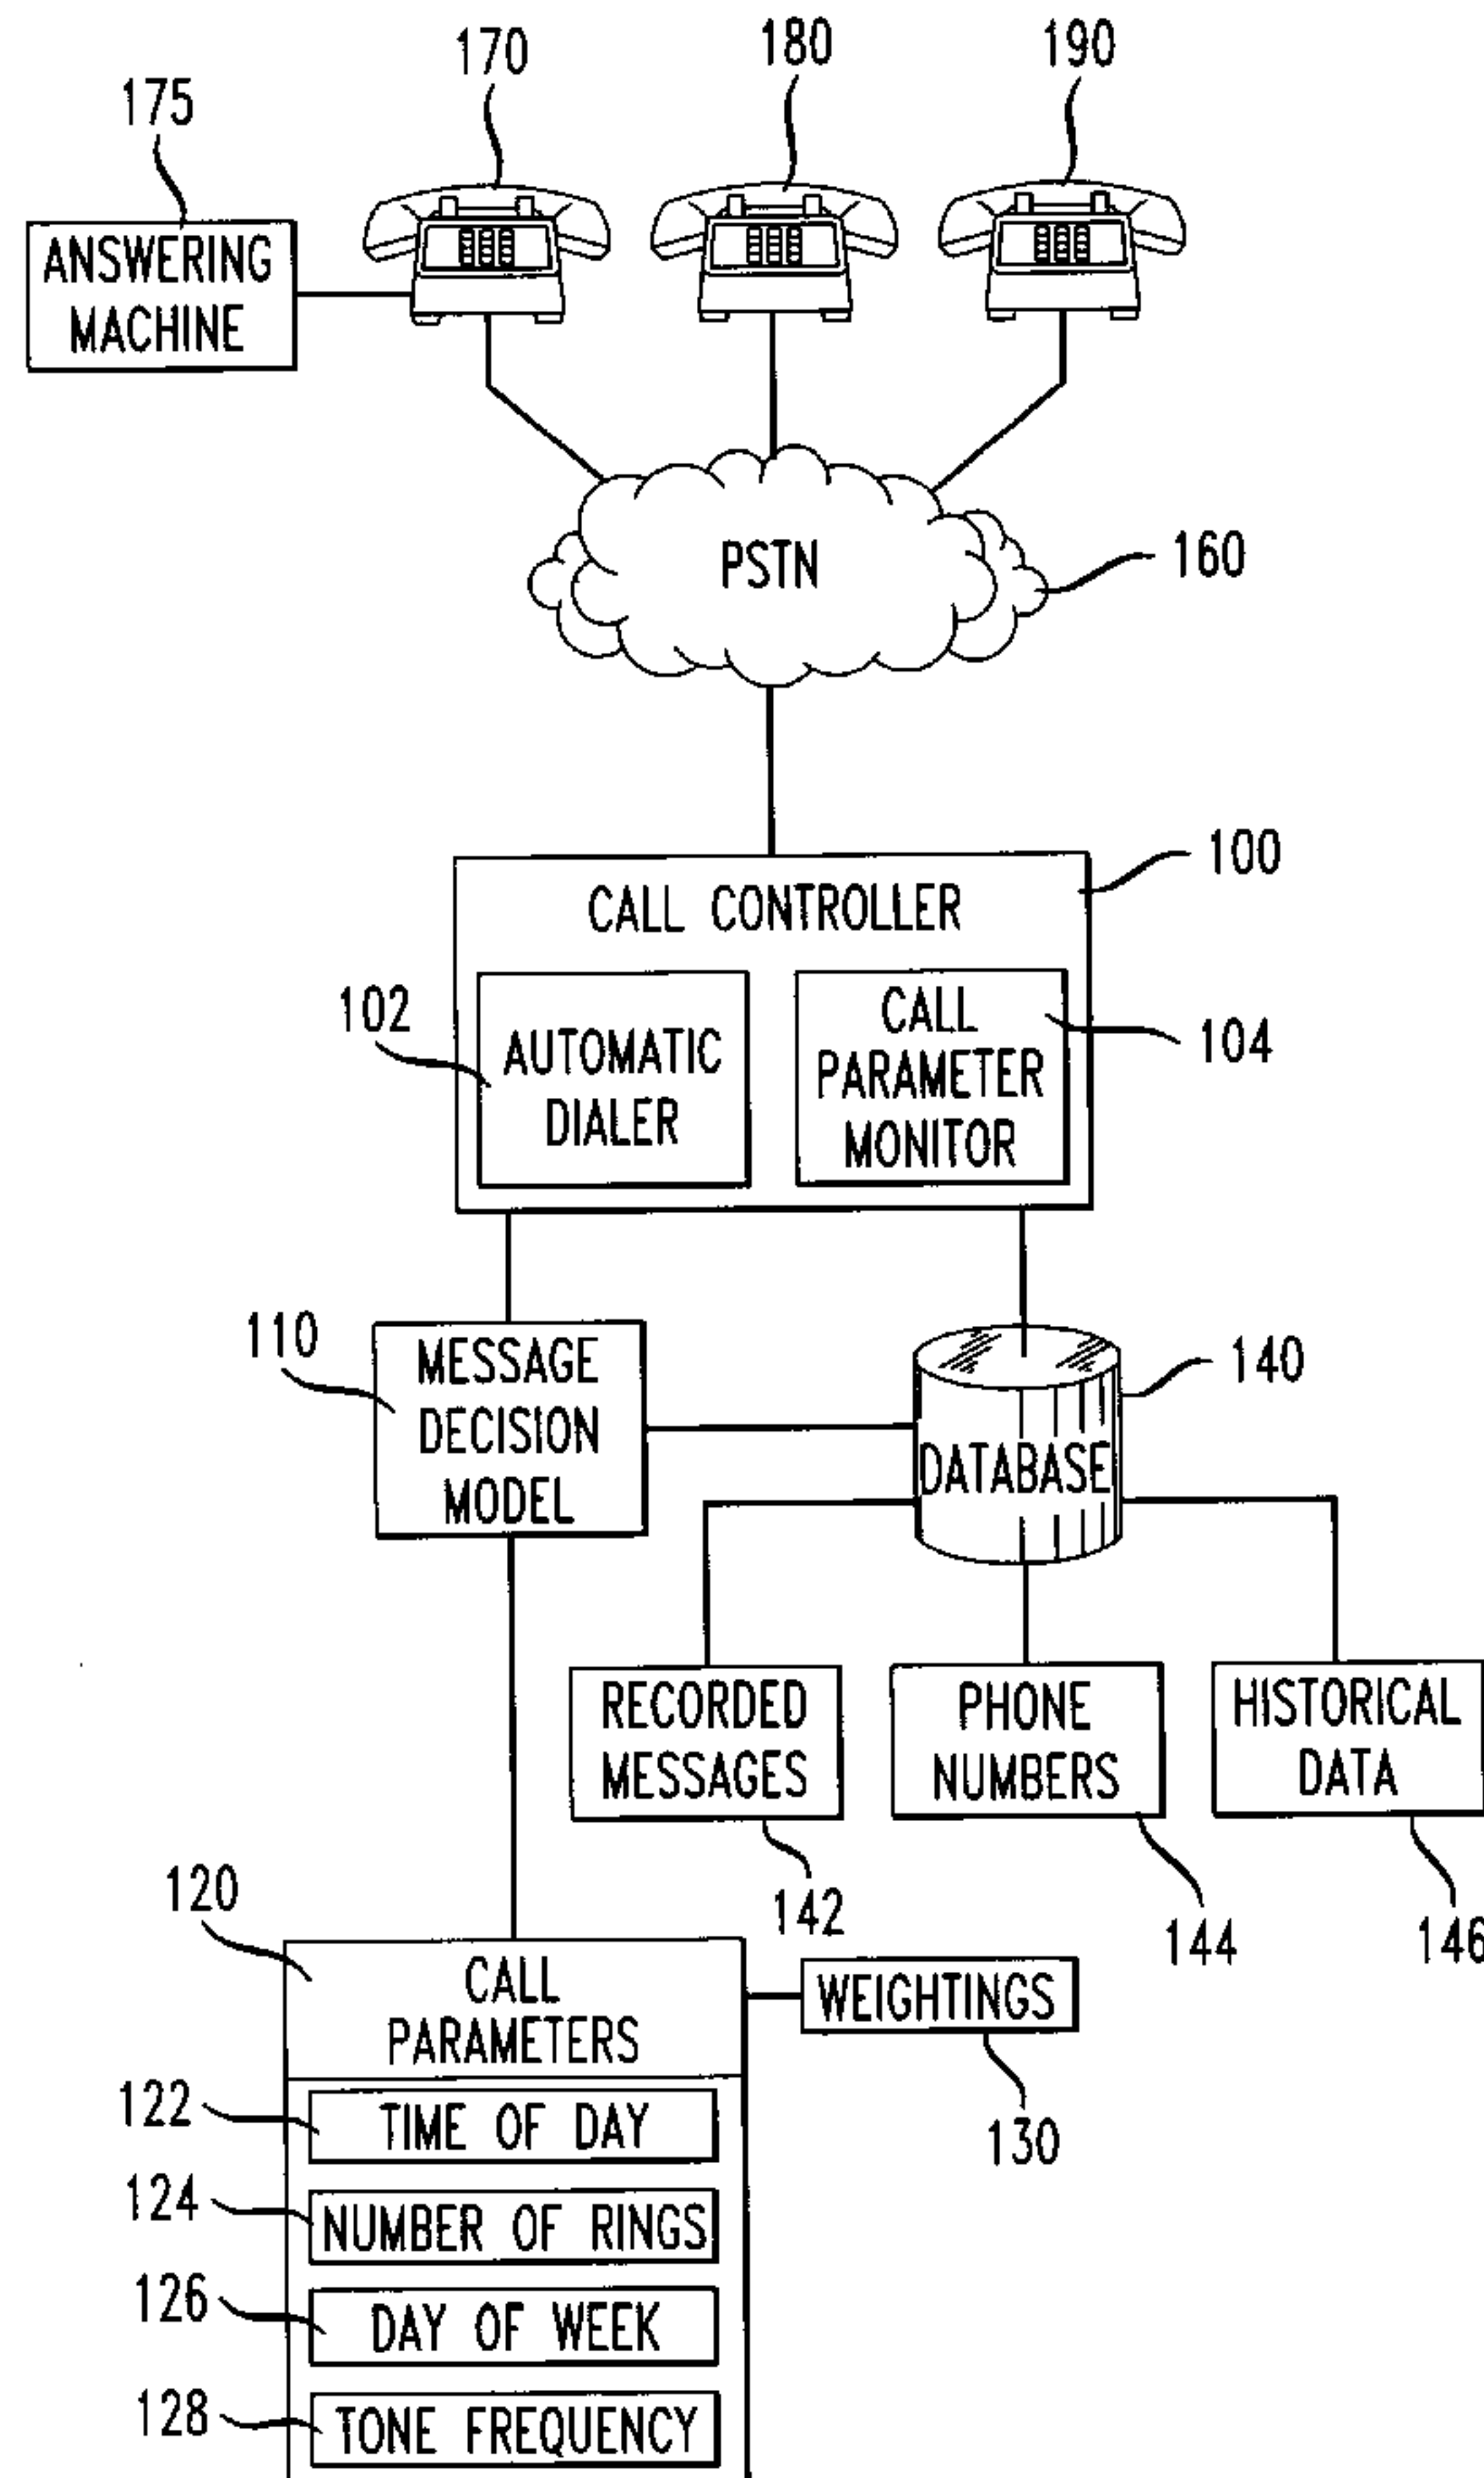 170
180
190
175
ANSWERING
MACHINE
PSTN
160
100
CALL CONTROLLER
102
AUTOMATIC
DIALER
CALL
PARAMETER
MONITOR
104
110
MESSAGE
DECISION
MODEL
140
DATABASE
RECORDED
MESSAGES
PHONE
NUMBERS
HISTORICAL
DATA
142
144
146
120
CALL
PARAMETERS
WEIGHTINGS
130
122
TIME OF DAY
124
NUMBER OF RINGS
126
DAY OF WEEK
128
TONE FREQUENCY